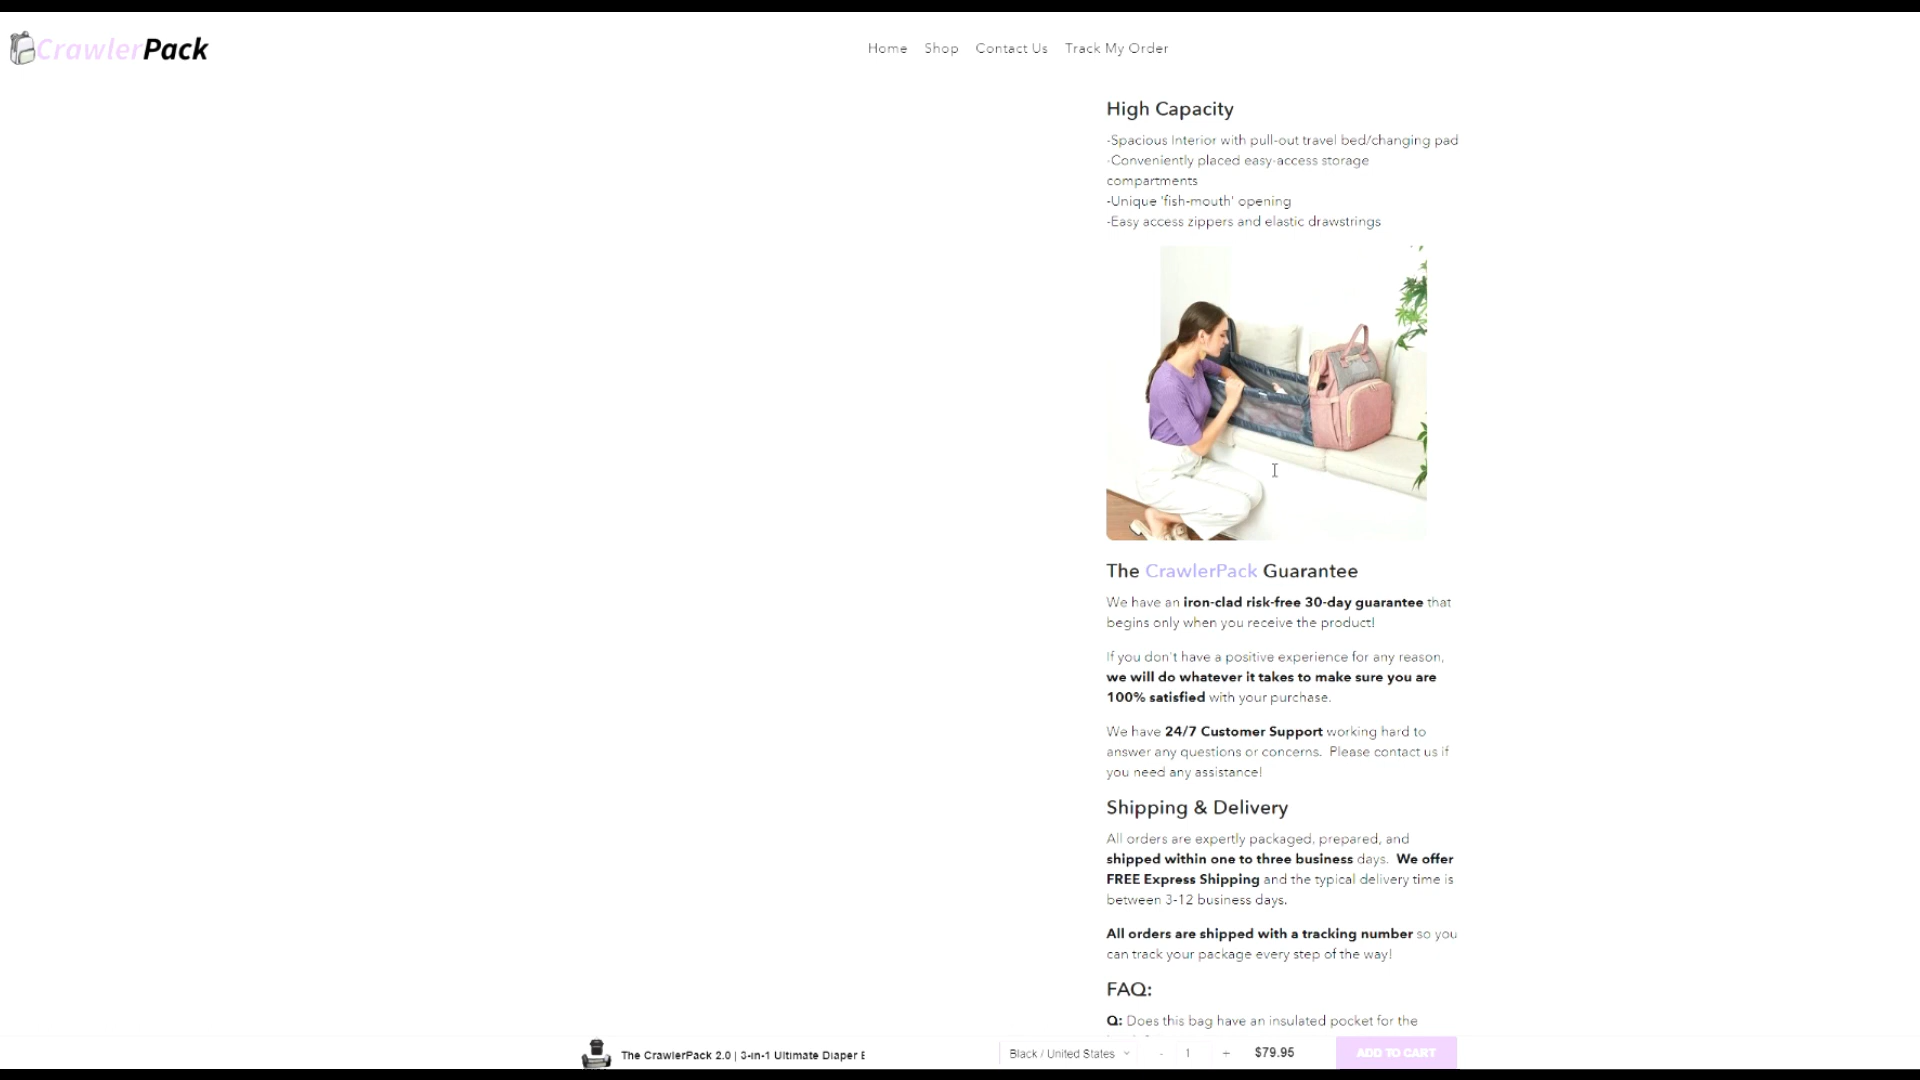 CrawlerPack
Home Shop Contact Us Track My Order
High Capacity
-Spacious Interior with pull-out travel bed/changing pad
-Conveniently placed easy-access storage
compartments
-Unique 'fish-mouth' opening
-Easy access zippers and elastic drawstrings
The CrawlerPack Guarantee
We have an iron-clad risk-free 30-day guarantee that
begins only when you receive the product!
If you don't have a positive experience for any reason,
we will do whatever it takes to make sure you are
100% satisfied with your purchase.
We have 24/7 Customer Support working hard to
answer any questions or concerns. Please contact us if
you need any assistance!
Shipping & Delivery
All orders are expertly packaged, prepared, and
shipped within one to three business days. We offer
FREE Express Shipping and the typical delivery time is
between 3-12 business days.
All orders are shipped with a tracking number so you
can track your package every step of the way!
FAQ:
Q: Does this bag have an insulated pocket for the
The CrawlerPack 2.0 | 3-in-1 Ultimate Diaper B
Black / United States - 1 + $79.95 ADD TO CART